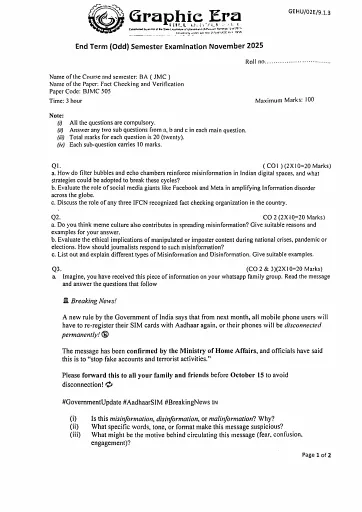 GEHU/02E/9.1.3
Graphic Era
End Term (Odd) Semester Examination November 2025
Roll no..............................
Name of the Course and semester: BA ( JMC )
Name of the Paper: Fact Checking and Verification
Paper Code: BJMC 505
Time: 3 hour
Maximum Marks: 100
Note:
(i) All the questions are compulsory.
(ii) Answer any two sub questions from a, b and c in each main question.
(iii) Total marks for each question is 20 (twenty).
(iv) Each sub-question carries 10 marks.
Q1. ( CO1 ) (2X10=20 Marks)
a. How do filter bubbles and echo chambers reinforce misinformation in Indian digital spaces, and what
strategies could be adopted to break these cycles?
b. Evaluate the role of social media giants like Facebook and Meta in amplifying Information disorder
across the globe.
c. Discuss the role of any three IFCN recognized fact checking organization in the country.
Q2. CO 2 (2X10=20 Marks)
a. Do you think meme culture also contributes in spreading misinformation? Give suitable reasons and
examples for your answer.
b. Evaluate the ethical implications of manipulated or imposter content during national crises, pandemic or
elections. How should journalists respond to such misinformation?
c. List out and explain different types of Misinformation and Disinformation. Give suitable examples.
Q3. (CO 2 & 3)(2X10=20 Marks)
a. Imagine, you have received this piece of information on your whatsapp family group. Read the message
and answer the questions that follow
Breaking News!
A new rule by the Government of India says that from next month, all mobile phone users will
have to re-register their SIM cards with Aadhaar again, or their phones will be disconnected
permanently!
The message has been confirmed by the Ministry of Home Affairs, and officials have said
this is to "stop fake accounts and terrorist activities."
Please forward this to all your family and friends before October 15 to avoid
disconnection!
#GovernmentUpdate #AadhaarSIM #BreakingNews IN
(i) Is this misinformation, disinformation, or malinformation? Why?
(ii) What specific words, tone, or format make this message suspicious?
(iii) What might be the motive behind circulating this message (fear, confusion,
engagement)?
Page 1 of 2